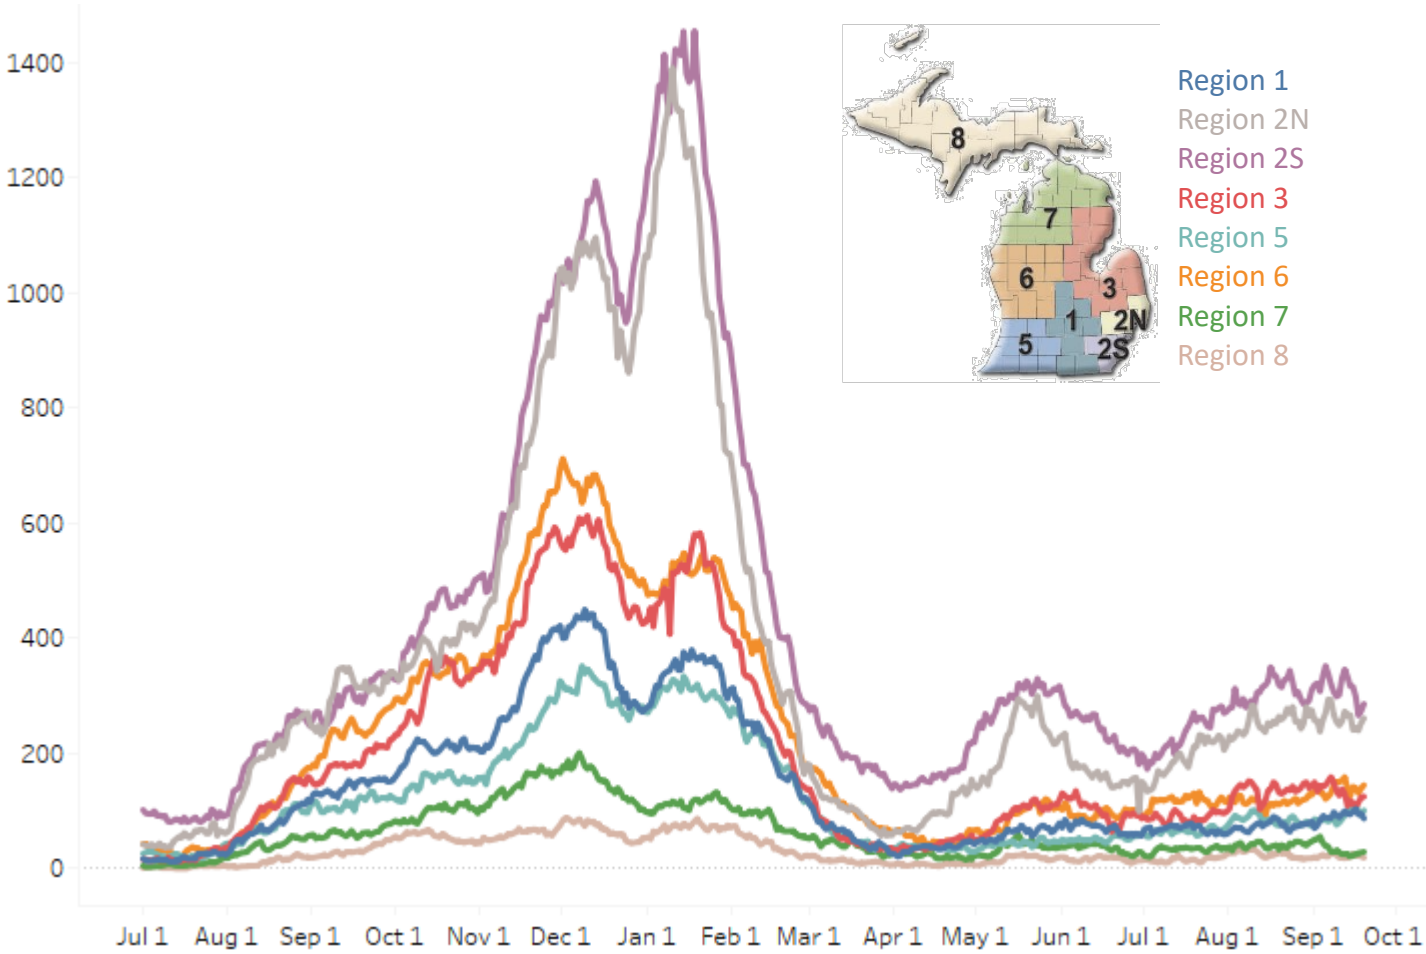 1400
1200
1000
800
600
400
200
0
Jul 1 Aug 1 Sep 1 Oct 1 Nov 1 Dec 1 Jan 1 Feb 1 Mar 1 Apr 1 May 1 Jun 1 Jul 1 Aug 1 Sep 1 Oct 1
8
7
6
3
1
2N
5
2S
Region 1
Region 2N
Region 2S
Region 3
Region 5
Region 6
Region 7
Region 8